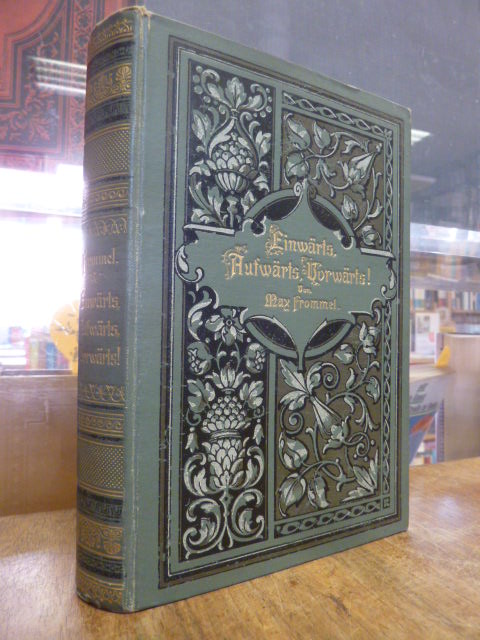 Einwärts,
Aufwärts, Vorwärts!
Von
Max Frommel.
Frommel.
Einwärts,
Aufwärts,
Vorwärts!